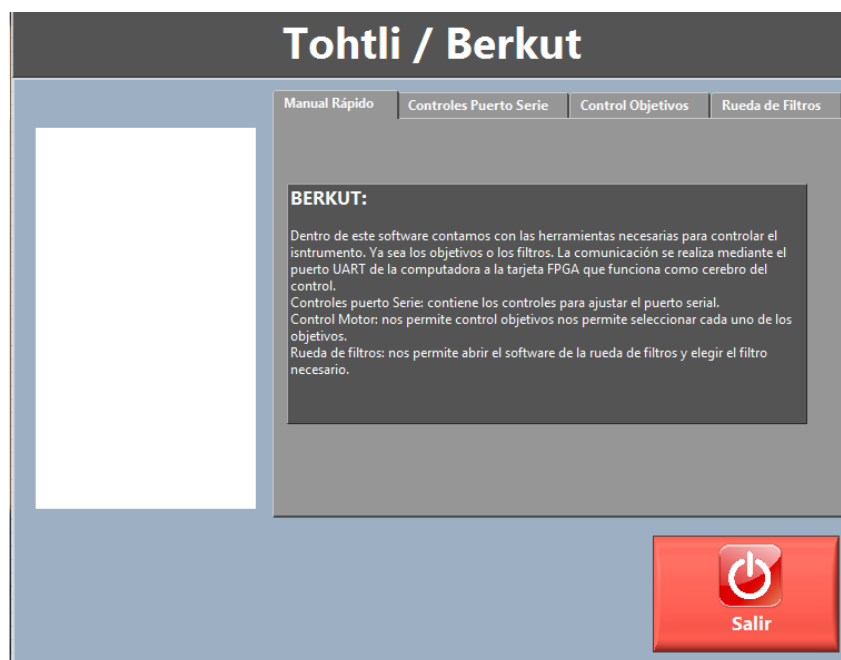 Tohtli / Berkut
Manual Rápido
Controles Puerto Serie
Control Objetivos
Rueda de Filtros
BERKUT:
Dentro de este software contamos con las herramientas necesarias para controlar el
isntrumento. Ya sea los objetivos o los filtros. La comunicación se realiza mediante el
puerto UART de la computadora a la tarjeta FPGA que funciona como cerebro del
control.
Controles puerto Serie: contiene los controles para ajustar el puerto serial.
Control Motor: nos permite control objetivos nos permite seleccionar cada uno de los
objetivos.
Rueda de filtros: nos permite abrir el software de la rueda de filtros y elegir el filtro
necesario.
Salir